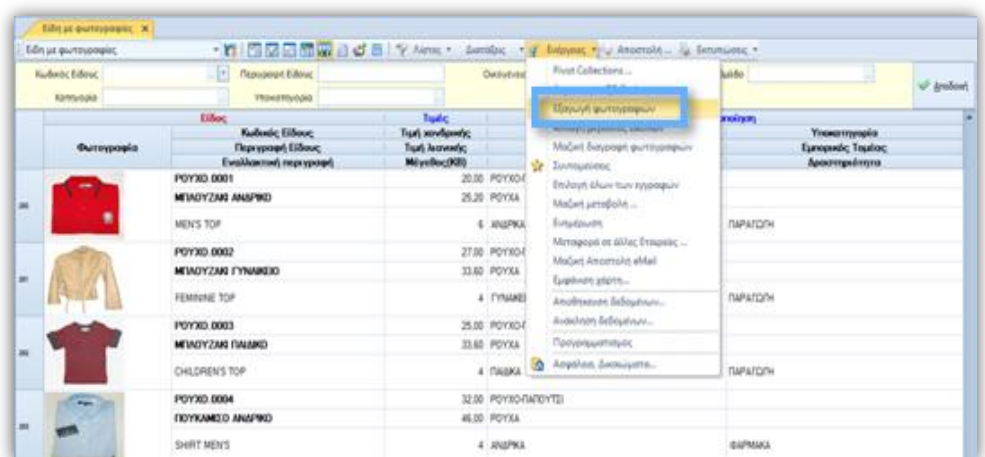 Είδη με φωτογραφίες
Είδη με φωτογραφίες Λίστες Διατάξεις Ενέργειες Αποστολή ... Εκτυπώσεις
Κωδικός Είδους Περιγραφή Είδους Οικογένεια Ομάδα Αποδοχή
Κατηγορία Υποκατηγορία
Pivot Collections ...
Εξαγωγή φωτογραφιών
Μαζική διαγραφή φωτογραφιών
Συντομεύσεις
Επιλογή όλων των εγγραφών
Μαζική μεταβολή ...
Ενημέρωση
Μεταφορά σε άλλες Εταιρείες ...
Μαζική Αποστολή eMail
Εμφάνιση χάρτη...
Αποθήκευση δεδομένων...
Ανάκληση δεδομένων...
Προγραμματισμός
Ασφάλεια, Δικαιώματα...
Είδος Τιμές
Φωτογραφία Κωδικός Είδους Τιμή χονδρικής Υποκατηγορία
Περιγραφή Είδους Τιμή λιανικής Εμπορικός Τομέας
Εναλλακτική περιγραφή Μέγεθος(KB) Δραστηριότητα
ΡΟΥΧΟ.0001 20,00
ΜΠΛΟΥΖΑΚΙ ΑΝΔΡΙΚΟ 25,20 ΡΟΥΧΑ
MEN'S TOP 6 ΑΝΔΡΙΚΑ ΠΑΡΑΓΩΓΗ
ΡΟΥΧΟ.0002 27,00
ΜΠΛΟΥΖΑΚΙ ΓΥΝΑΙΚΕΙΟ 33,60 ΡΟΥΧΑ
FEMININE TOP 4 ΠΑΡΑΓΩΓΗ
ΡΟΥΧΟ.0003 25,00
ΜΠΛΟΥΖΑΚΙ ΠΑΙΔΙΚΟ 33,60 ΡΟΥΧΑ
CHILDREN'S TOP 4 ΠΑΙΔΙΚΑ ΠΑΡΑΓΩΓΗ
ΡΟΥΧΟ.0004 32,00 ΡΟΥΧΟ-ΠΑΠΟΥΤΣΙ
ΠΟΥΚΑΜΙΣΟ ΑΝΔΡΙΚΟ 46,00 ΡΟΥΧΑ
SHIRT MEN'S 4 ΑΝΔΡΙΚΑ ΦΑΡΜΑΚΑ